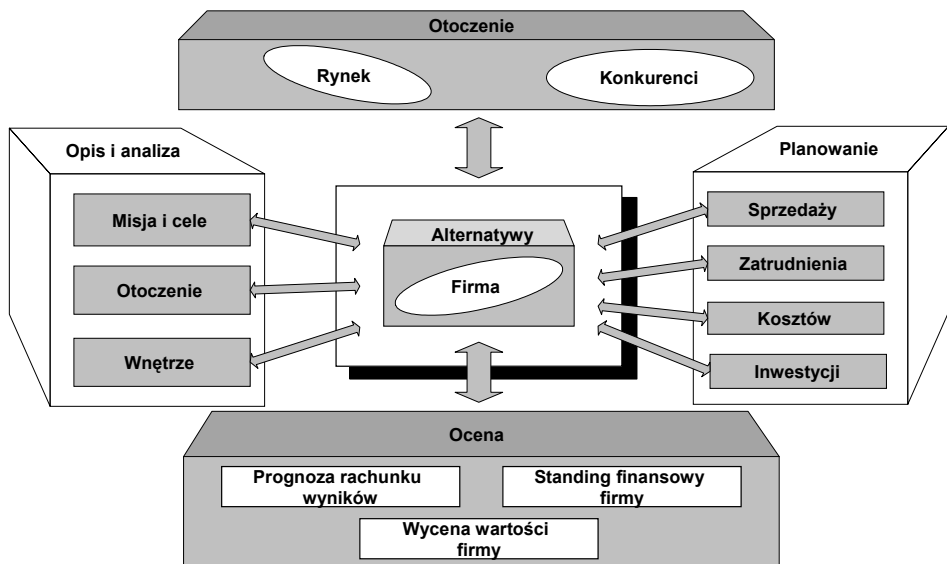 Otoczenie
Rynek
Konkurenci
Opis i analiza
Misja i cele
Otoczenie
Wnętrze
Alternatywy
Firma
Planowanie
Sprzedaży
Zatrudnienia
Kosztów
Inwestycji
Ocena
Prognoza rachunku
wyników
Standing finansowy
firmy
Wycena wartości
firmy